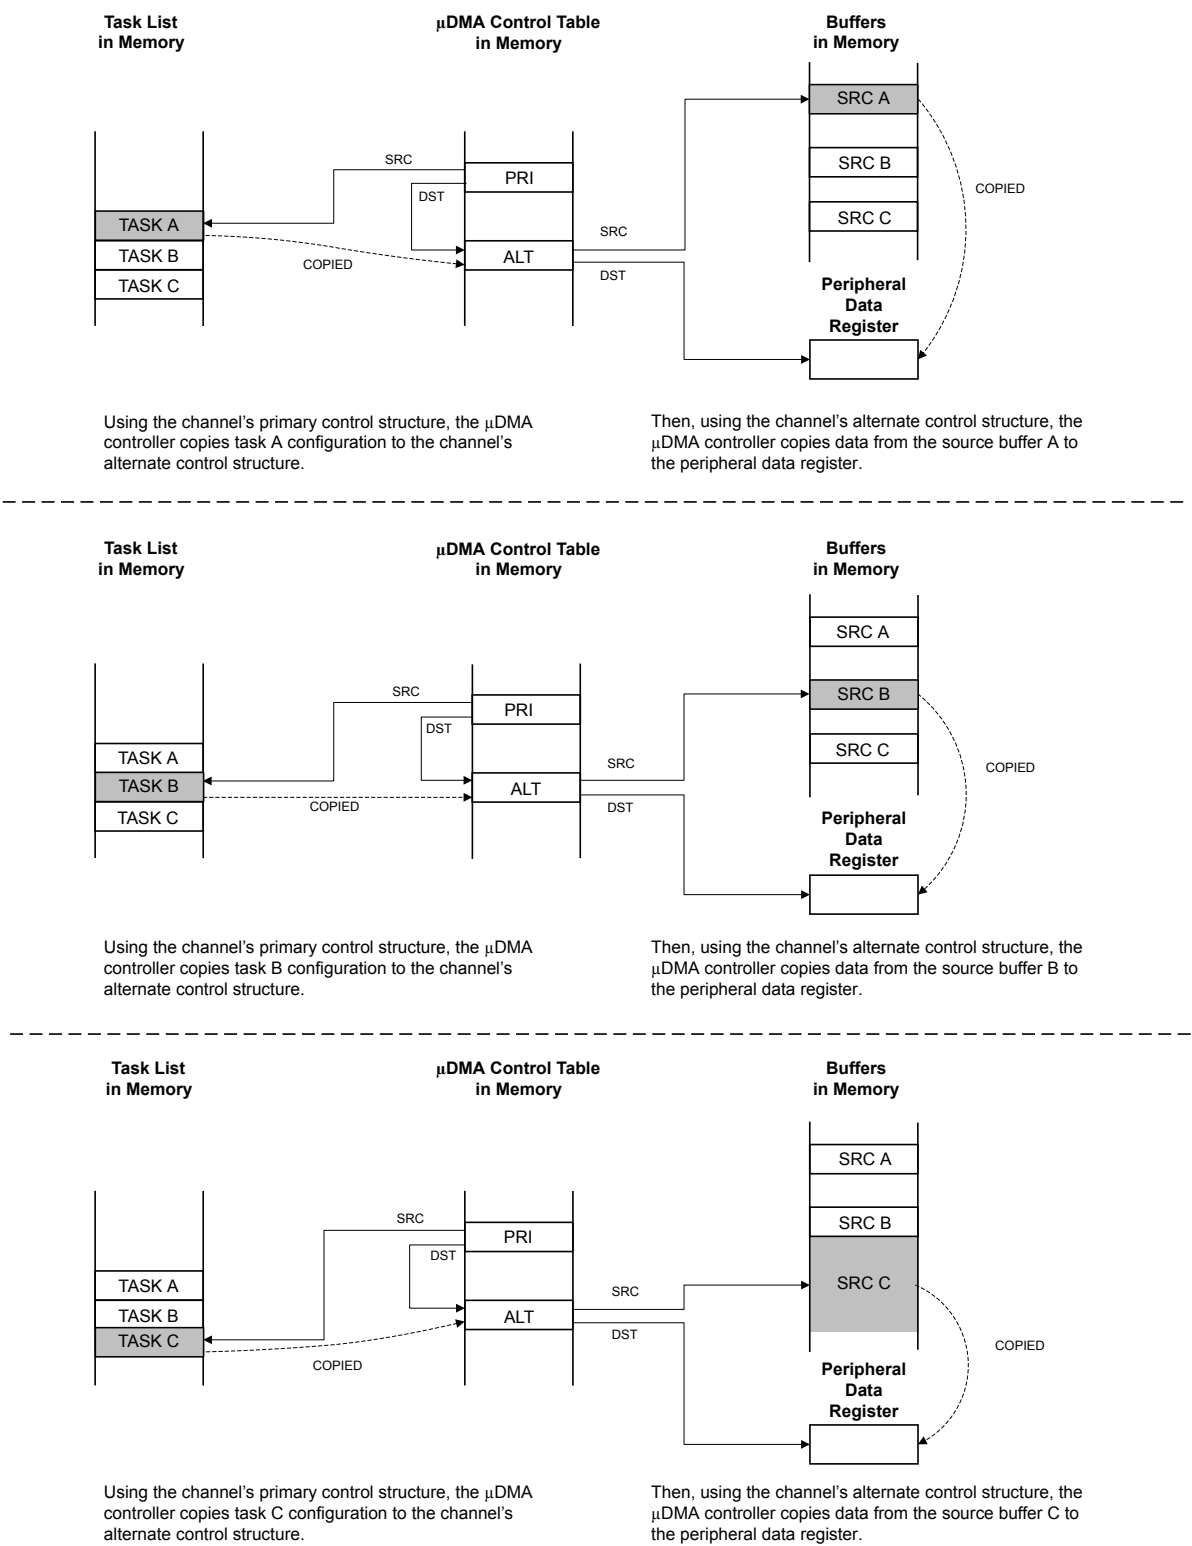 Task List
in Memory
μDMA Control Table
in Memory
Buffers
in Memory
SRC A
SRC
PRI
SRC B
COPIED
DST
SRC C
TASK A
SRC
TASK B
COPIED
ALT
DST
TASK C
Peripheral
Data
Register
Using the channel's primary control structure, the μDMA
controller copies task A configuration to the channel's
alternate control structure.
Then, using the channel's alternate control structure, the
μDMA controller copies data from the source buffer A to
the peripheral data register.
Task List
in Memory
μDMA Control Table
in Memory
Buffers
in Memory
SRC A
SRC
PRI
SRC B
DST
SRC C
TASK A
SRC
COPIED
TASK B
COPIED
ALT
DST
TASK C
Peripheral
Data
Register
Using the channel's primary control structure, the μDMA
controller copies task B configuration to the channel's
alternate control structure.
Then, using the channel's alternate control structure, the
μDMA controller copies data from the source buffer B to
the peripheral data register.
Task List
in Memory
μDMA Control Table
in Memory
Buffers
in Memory
SRC A
SRC
PRI
SRC B
DST
TASK A
SRC
SRC C
TASK B
ALT
DST
TASK C
COPIED
COPIED
Peripheral
Data
Register
Using the channel's primary control structure, the μDMA
controller copies task C configuration to the channel's
alternate control structure.
Then, using the channel's alternate control structure, the
μDMA controller copies data from the source buffer C to
the peripheral data register.